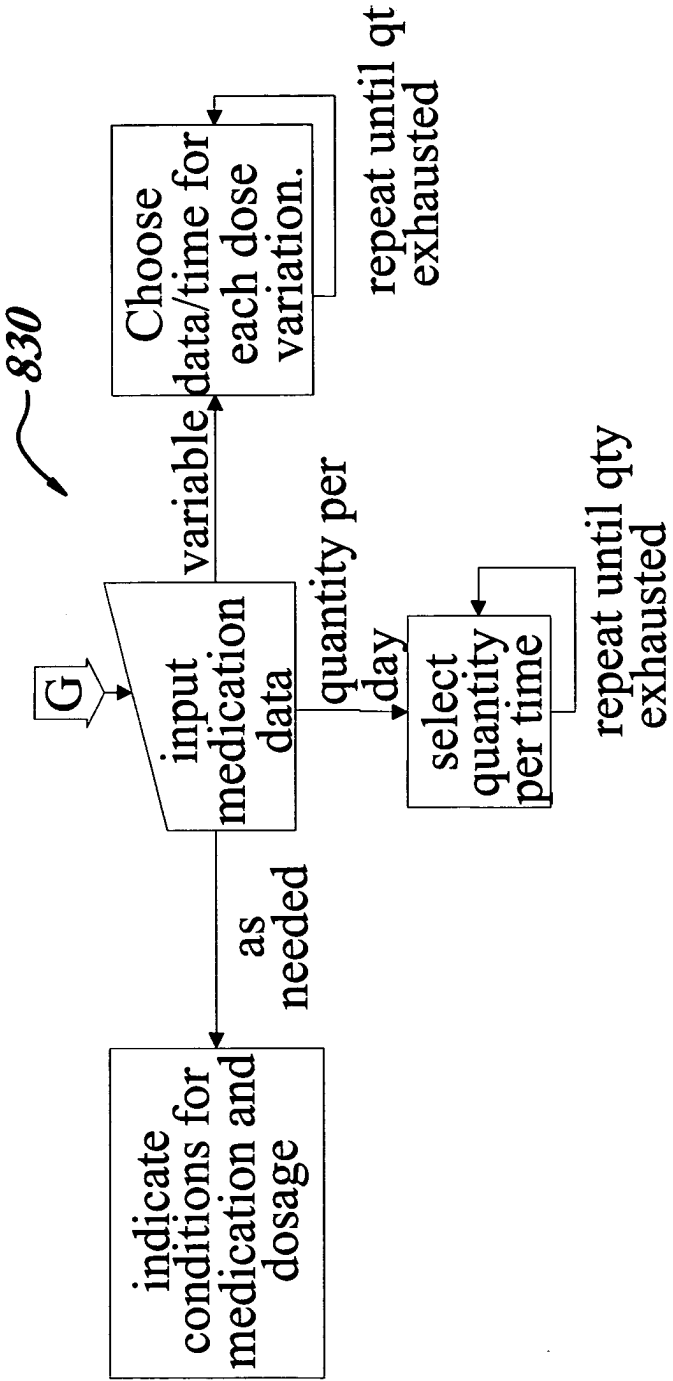 830
G
input
medication
data
as
needed
indicate
conditions for
medication and
dosage
quantity per
day
select
quantity
per time
repeat until qty
exhausted
variable
Choose
data/time for
each dose
variation.
repeat until qt
exhausted